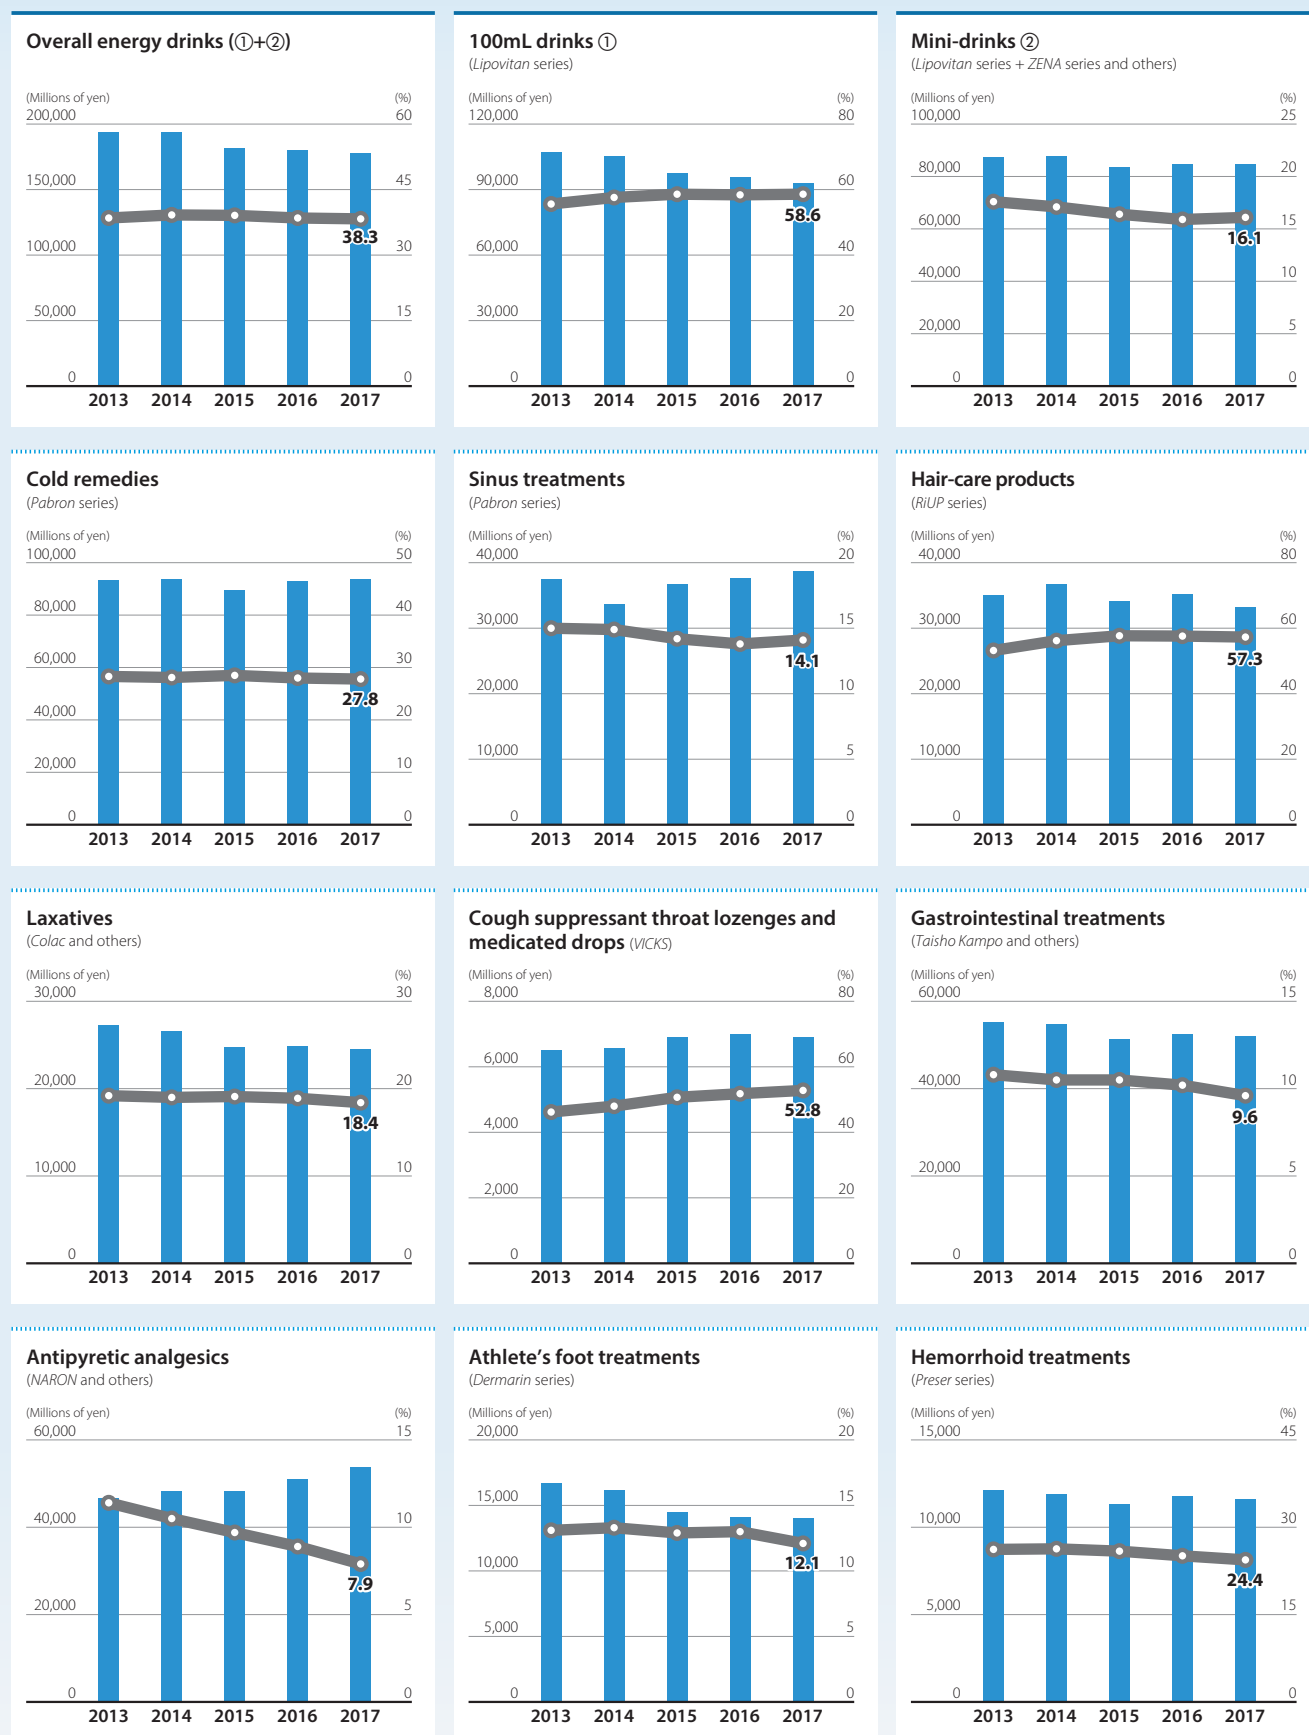 Overall energy drinks (①+②)
(Millions of yen) (%)
200,000 60
150,000 45
100,000 30
50,000 15
0 0
38.3
2013 2014 2015 2016 2017
100mL drinks ①
(Lipovitan series)
(Millions of yen) (%)
120,000 80
90,000 60
60,000 40
30,000 20
0 0
58.6
2013 2014 2015 2016 2017
Mini-drinks ②
(Lipovitan series + ZENA series and others)
(Millions of yen) (%)
100,000 25
80,000 20
60,000 15
40,000 10
20,000 5
0 0
16.1
2013 2014 2015 2016 2017
Cold remedies
(Pabron series)
(Millions of yen) (%)
100,000 50
80,000 40
60,000 30
40,000 20
20,000 10
0 0
27.8
2013 2014 2015 2016 2017
Sinus treatments
(Pabron series)
(Millions of yen) (%)
40,000 20
30,000 15
20,000 10
10,000 5
0 0
14.1
2013 2014 2015 2016 2017
Hair-care products
(RiUP series)
(Millions of yen) (%)
40,000 80
30,000 60
20,000 40
10,000 20
0 0
57.3
2013 2014 2015 2016 2017
Laxatives
(Colac and others)
(Millions of yen) (%)
30,000 30
20,000 20
10,000 10
0 0
18.4
2013 2014 2015 2016 2017
Cough suppressant throat lozenges and
medicated drops (VICKS)
(Millions of yen) (%)
8,000 80
6,000 60
4,000 40
2,000 20
0 0
52.8
2013 2014 2015 2016 2017
Gastrointestinal treatments
(Taisho Kampo and others)
(Millions of yen) (%)
60,000 15
40,000 10
20,000 5
0 0
9.6
2013 2014 2015 2016 2017
Antipyretic analgesics
(NARON and others)
(Millions of yen) (%)
60,000 15
40,000 10
20,000 5
0 0
7.9
2013 2014 2015 2016 2017
Athlete's foot treatments
(Dermarin series)
(Millions of yen) (%)
20,000 20
15,000 15
10,000 10
5,000 5
0 0
12.1
2013 2014 2015 2016 2017
Hemorrhoid treatments
(Preser series)
(Millions of yen) (%)
15,000 45
10,000 30
5,000 15
0 0
24.4
2013 2014 2015 2016 2017